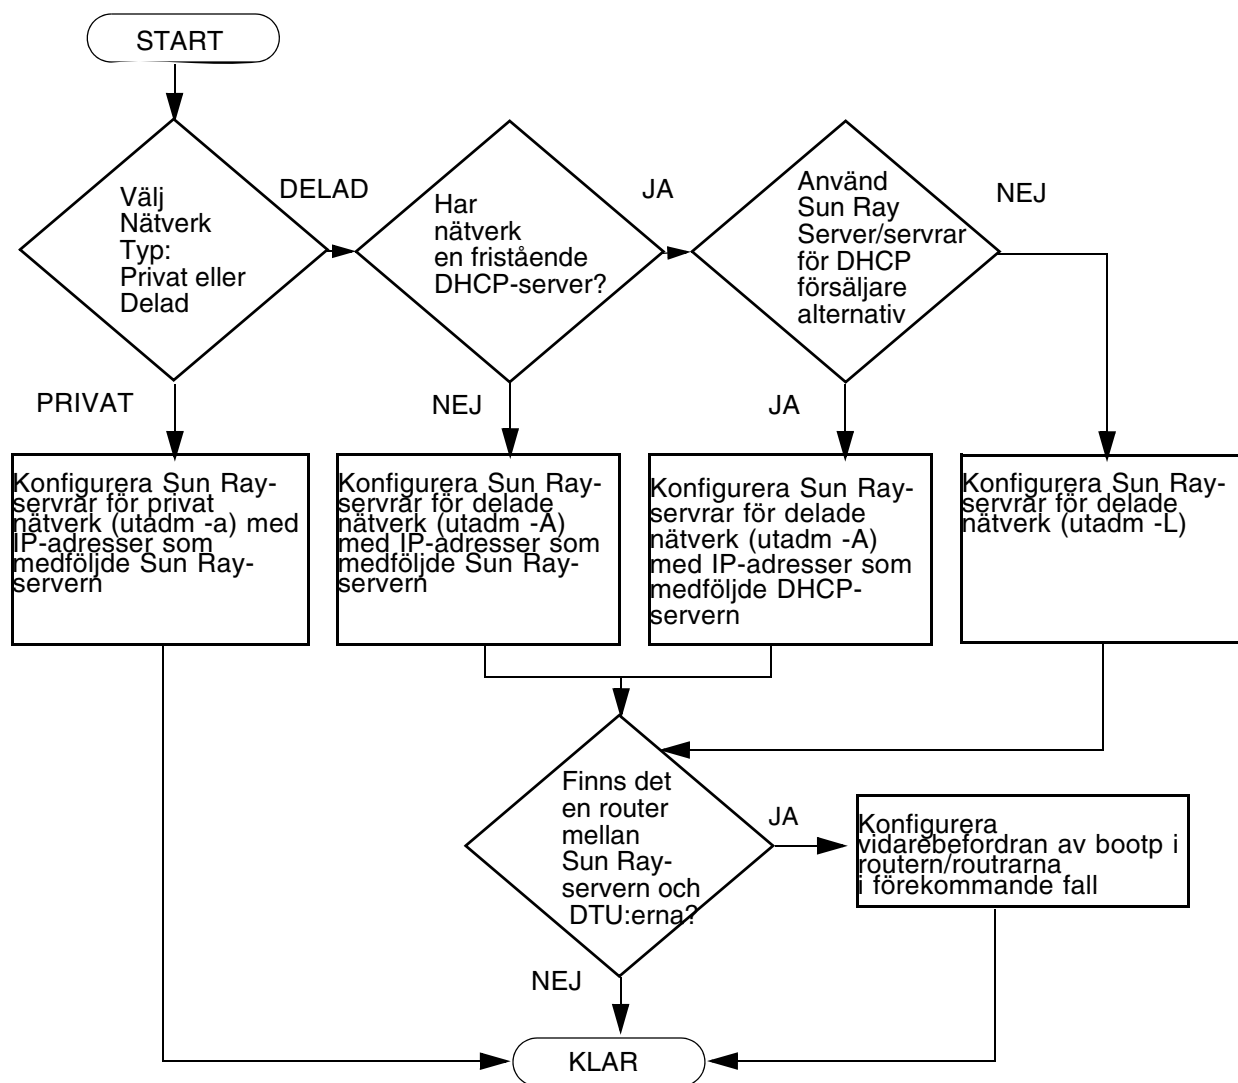 START
Välj
Nätverk
Typ:
Privat eller
Delad
DELAD
Har
nätverk
en fristående
DHCP-server?
JA
Använd
Sun Ray
Server/servrar
för DHCP
försäljare
alternativ
NEJ
PRIVAT
NEJ
JA
Konfigurera Sun Ray-
servrar för privat
nätverk (utadm -a) med
IP-adresser som
medföljde Sun Ray-
servern
Konfigurera Sun Ray-
servrar för delade
nätverk (utadm -A)
med IP-adresser som
medföljde Sun Ray-
servern
Konfigurera Sun Ray-
servrar för delade
nätverk (utadm -A)
med IP-adresser som
medföljde DHCP-
servern
Konfigurera Sun Ray-
servrar för delade
nätverk (utadm -L)
Finns det
en router
mellan
Sun Ray-
servern och
DTU:erna?
JA
Konfigurera
vidarebefordran av bootp i
routern/routrarna
i förekommande fall
NEJ
KLAR